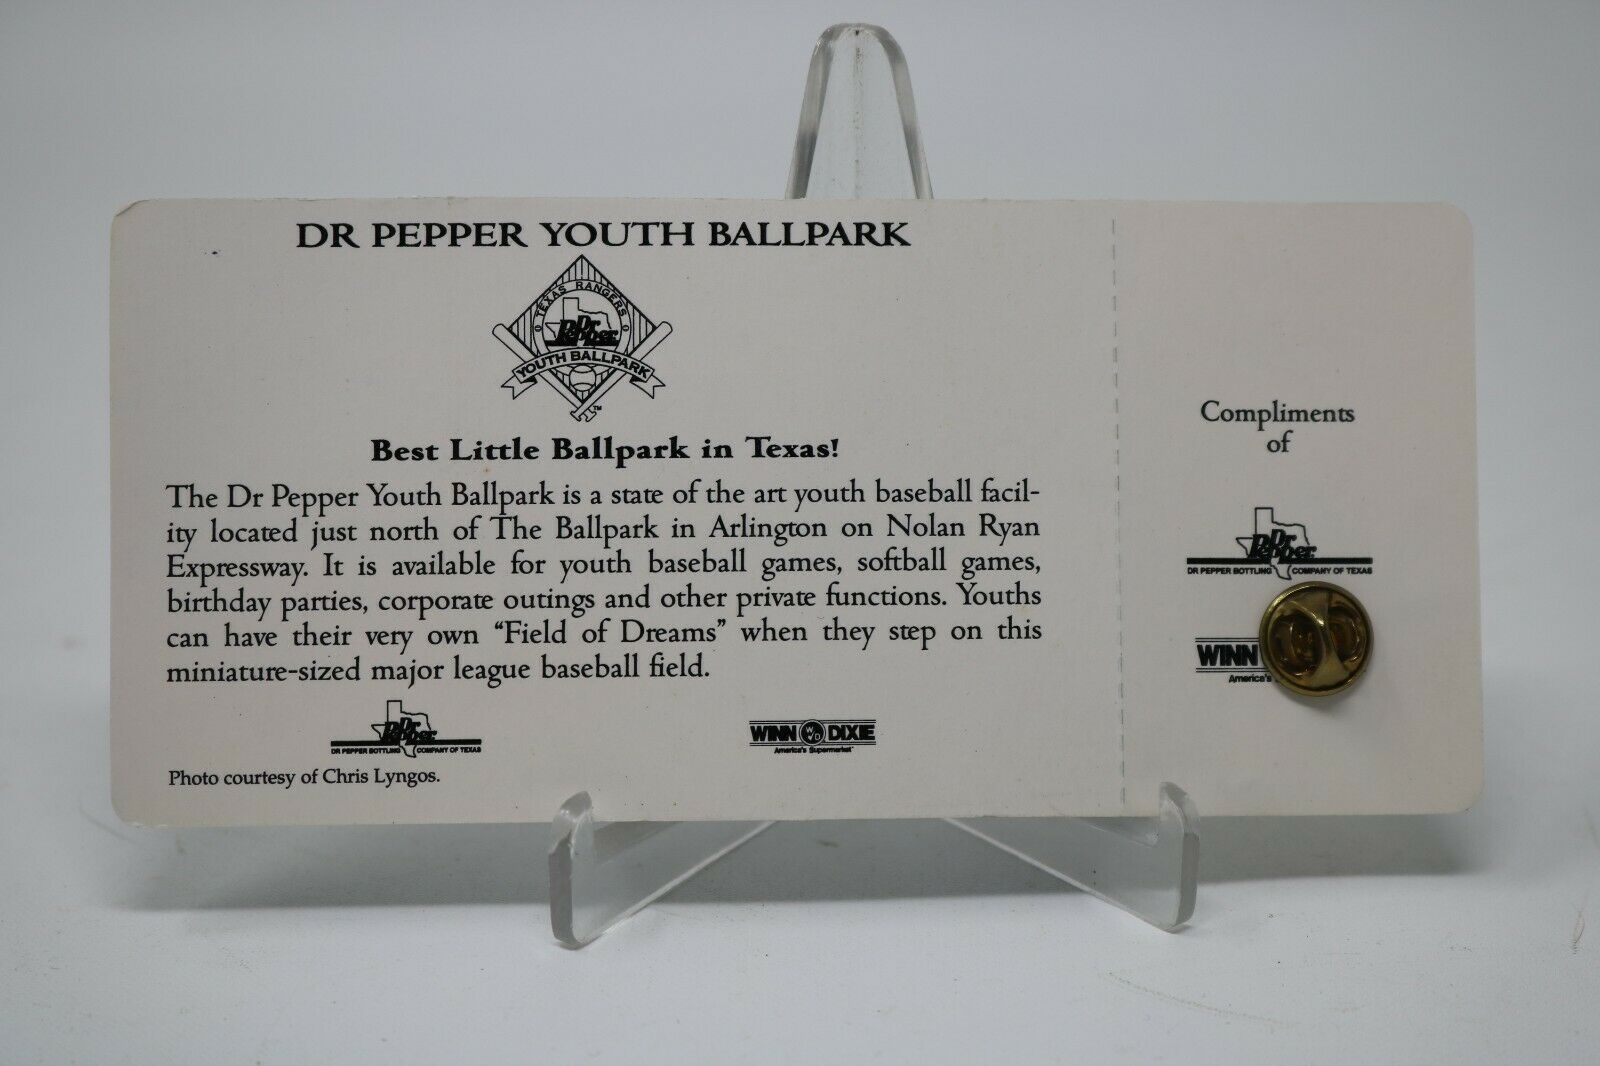 DR PEPPER YOUTH BALLPARK
TEXAS RANGERS
Dr
Pepper
YOUTH BALLPARK
TM
Best Little Ballpark in Texas!
The Dr Pepper Youth Ballpark is a state of the art youth baseball facil-
ity located just north of The Ballpark in Arlington on Nolan Ryan
Expressway. It is available for youth baseball games, softball games,
birthday parties, corporate outings and other private functions. Youths
can have their very own “Field of Dreams” when they step on this
miniature-sized major league baseball field.
Dr
Pepper
DR PEPPER BOTTLING COMPANY OF TEXAS
WINN DIXIE
America's Supermarket
Photo courtesy of Chris Lyngos.
Compliments
of
Dr
Pepper
DR PEPPER BOTTLING COMPANY OF TEXAS
WINN
America's